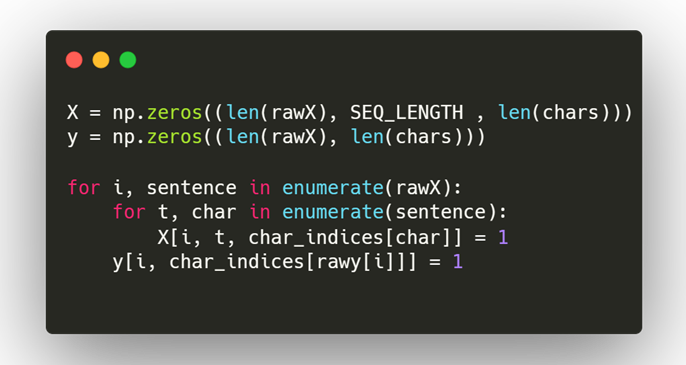 X = np.zeros((len(rawX), SEQ_LENGTH , len(chars)))
y = np.zeros((len(rawX), len(chars)))

for i, sentence in enumerate(rawX):
    for t, char in enumerate(sentence):
        X[i, t, char_indices[char]] = 1
    y[i, char_indices[rawy[i]]] = 1